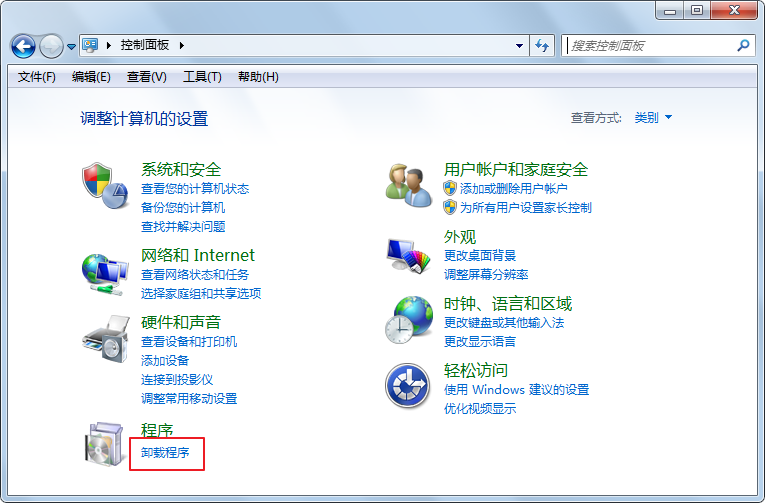 控制面板
搜索控制面板
文件(F) 编辑(E) 查看(V) 工具(T) 帮助(H)
调整计算机的设置
查看方式: 类别
系统和安全
查看您的计算机状态
备份您的计算机
查找并解决问题
网络和 Internet
查看网络状态和任务
选择家庭组和共享选项
硬件和声音
查看设备和打印机
添加设备
连接到投影仪
调整常用移动设置
程序
卸载程序
用户帐户和家庭安全
添加或删除用户帐户
为所有用户设置家长控制
外观
更改桌面背景
调整屏幕分辨率
时钟、语言和区域
更改键盘或其他输入法
更改显示语言
轻松访问
使用 Windows 建议的设置
优化视频显示